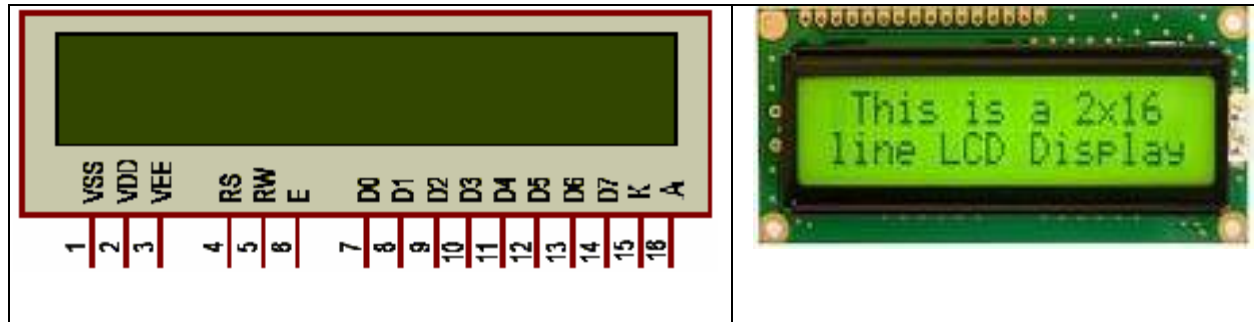 VSS VDD VEE RS RW E D0 D1 D2 D3 D4 D5 D6 D7 K A
1 2 3 4 5 6 7 8 9 10 11 12 13 14 15 16
This is a 2x16
line LCD Display